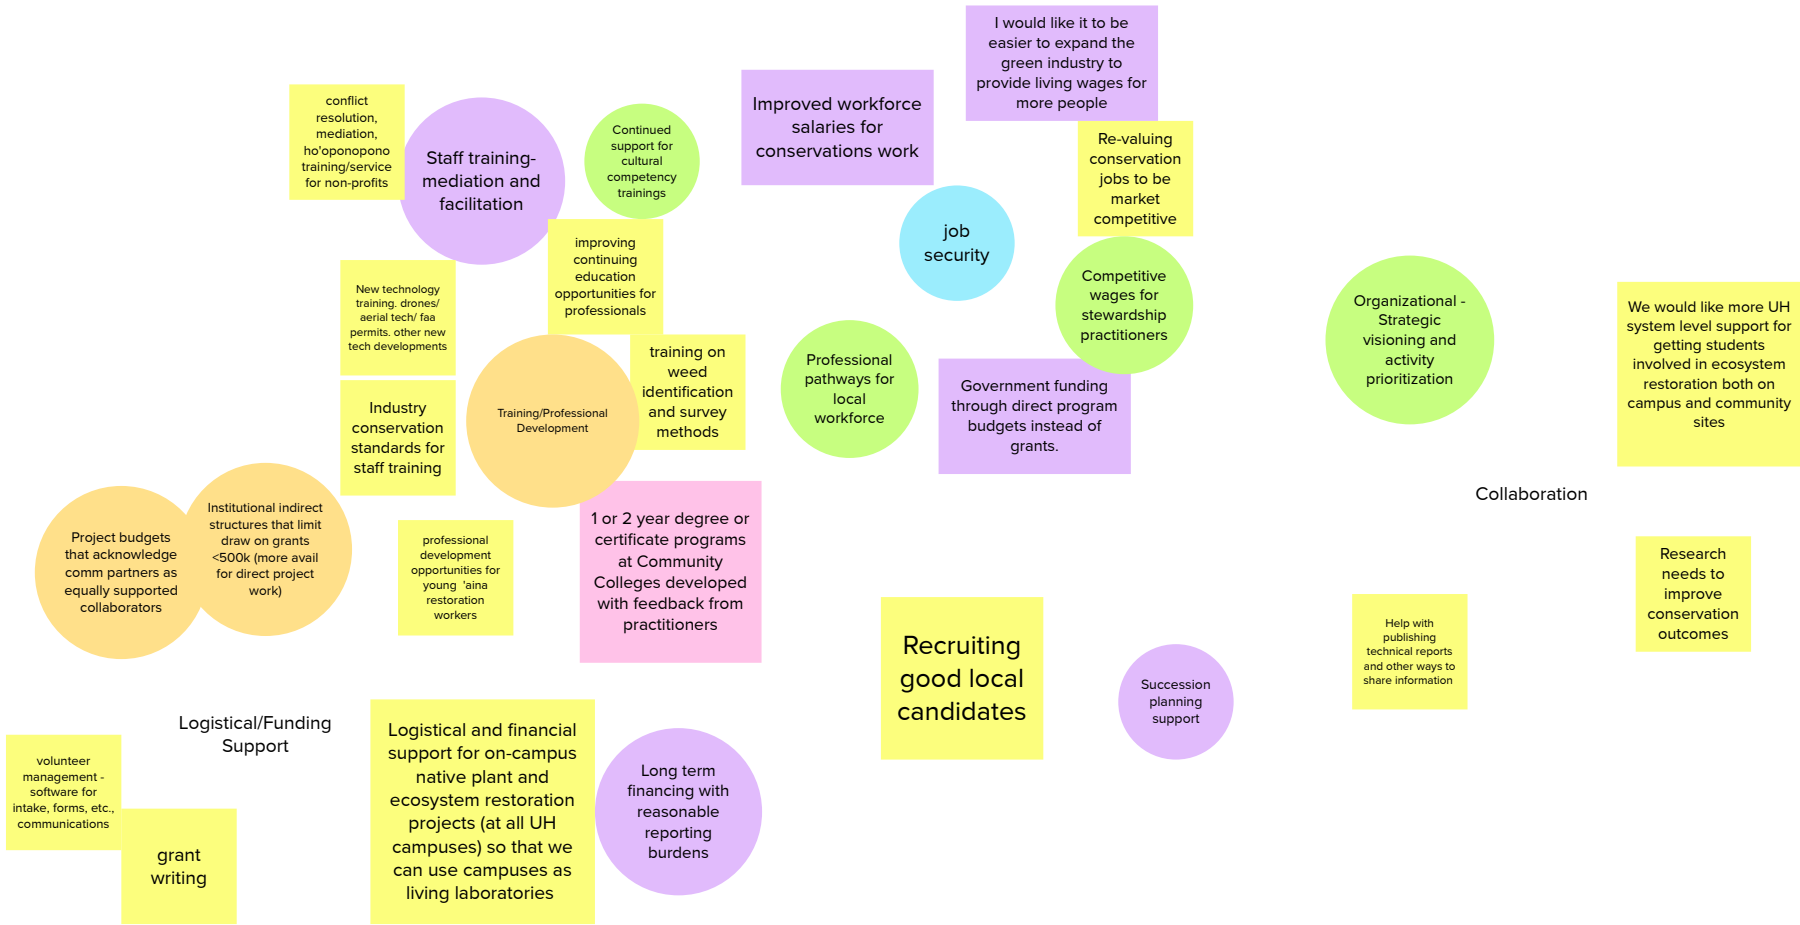 I would like it to be
easier to expand the
green industry to
provide living wages for
more people
Improved workforce
salaries for
conservations work
conflict
resolution,
mediation,
ho'oponopono
training/service
for non-profits
Staff training-
mediation and
facilitation
Continued
support for
cultural
competency
trainings
Re-valuing
conservation
jobs to be
market
competitive
job
security
improving
continuing
education
opportunities for
professionals
New technology
training. drones/
aerial tech/ faa
permits. other new
tech developments
Competitive
wages for
stewardship
practitioners
Organizational -
Strategic
visioning and
activity
prioritization
We would like more UH
system level support for
getting students
involved in ecosystem
restoration both on
campus and community
sites
training on
weed
identification
and survey
methods
Professional
pathways for
local
workforce
Government funding
through direct program
budgets instead of
grants.
Industry
conservation
standards for
staff training
Training/Professional
Development
Collaboration
Project budgets
that acknowledge
comm partners as
equally supported
collaborators
Institutional indirect
structures that limit
draw on grants
<500k (more avail
for direct project
work)
professional
development
opportunities for
young 'aina
restoration
workers
1 or 2 year degree or
certificate programs
at Community
Colleges developed
with feedback from
practitioners
Research
needs to
improve
conservation
outcomes
Help with
publishing
technical reports
and other ways to
share information
Recruiting
good local
candidates
Succession
planning
support
Logistical/Funding
Support
volunteer
management -
software for
intake, forms, etc.,
communications
grant
writing
Logistical and financial
support for on-campus
native plant and
ecosystem restoration
projects (at all UH
campuses) so that we
can use campuses as
living laboratories
Long term
financing with
reasonable
reporting
burdens